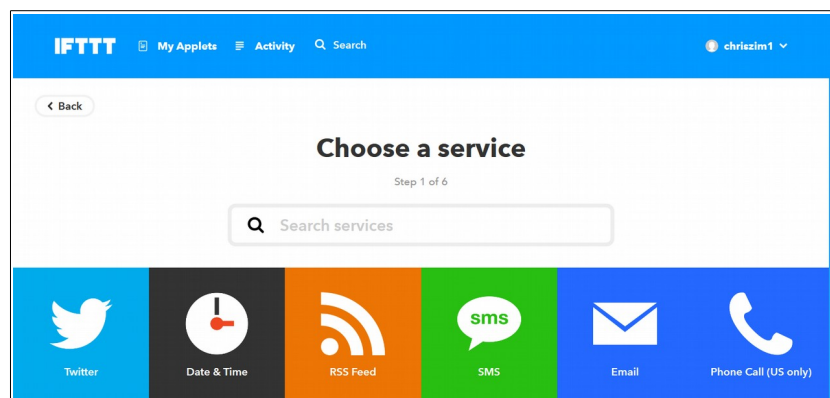 IFTTT My Applets Activity Search chriszim1
Back
Choose a service
Step 1 of 6
Search services
sms
Twitter Date & Time RSS Feed SMS Email Phone Call (US only)